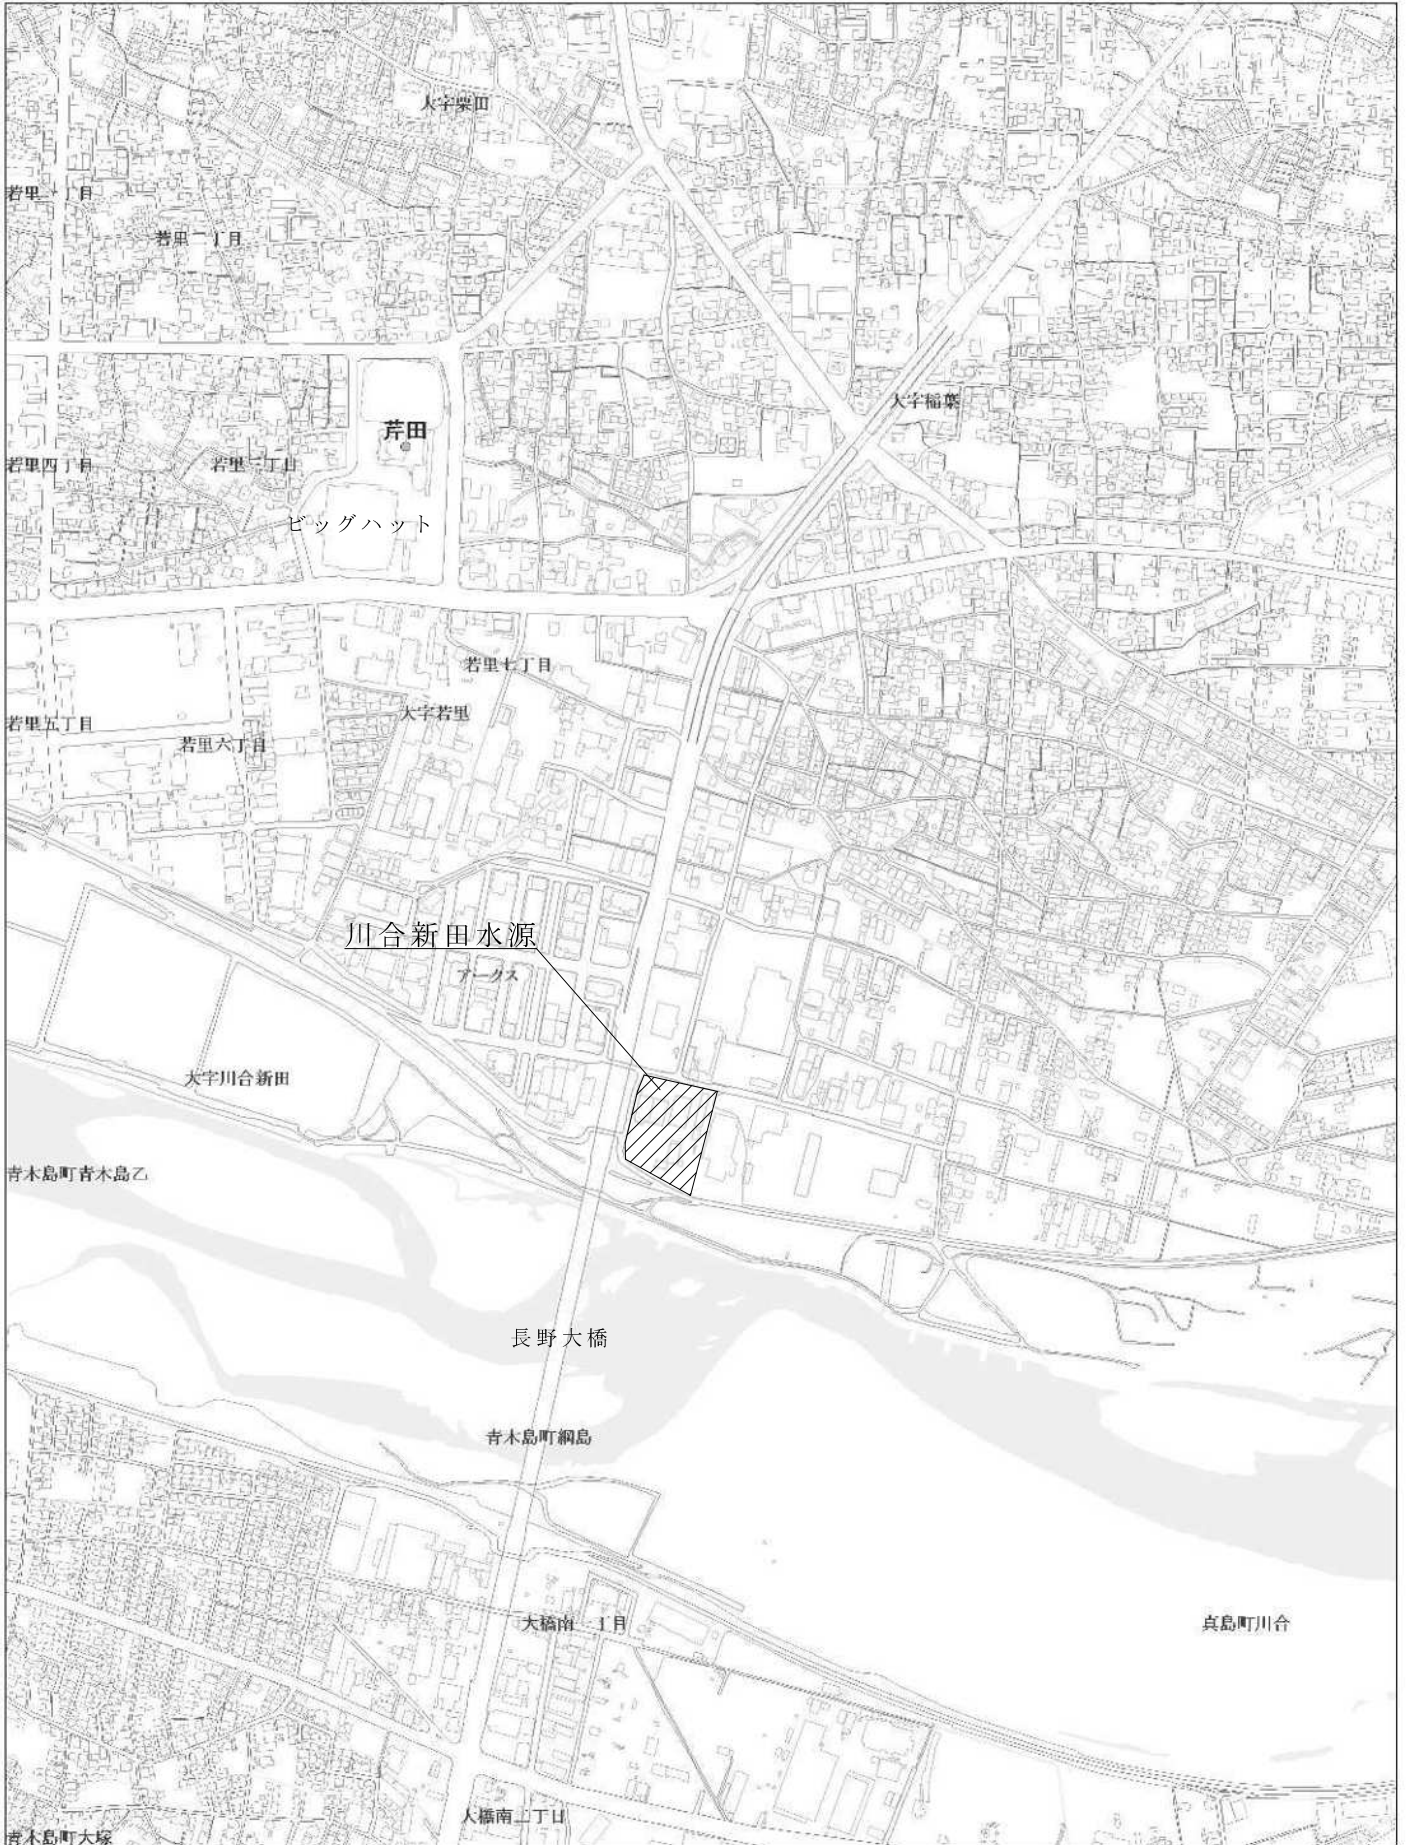 大字栗田
若里一丁目
若里二丁目
大字稲葉
芹田
若里四丁目
若里三丁目
ビッグハット
若里七丁目
大字若里
若里五丁目
若里六丁目
川合新田水源
アークス
大字川合新田
青木島町青木島乙
長野大橋
青木島町綱島
大橋南一丁目
真島町川合
大橋南二丁目
青木島町大塚